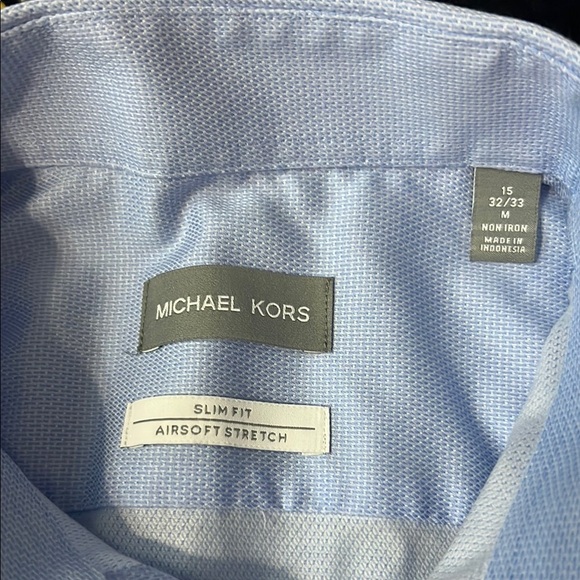 15
32/33
M
NON IRON
MADE IN
INDONESIA
MICHAEL KORS
SLIM FIT
AIRSOFT STRETCH